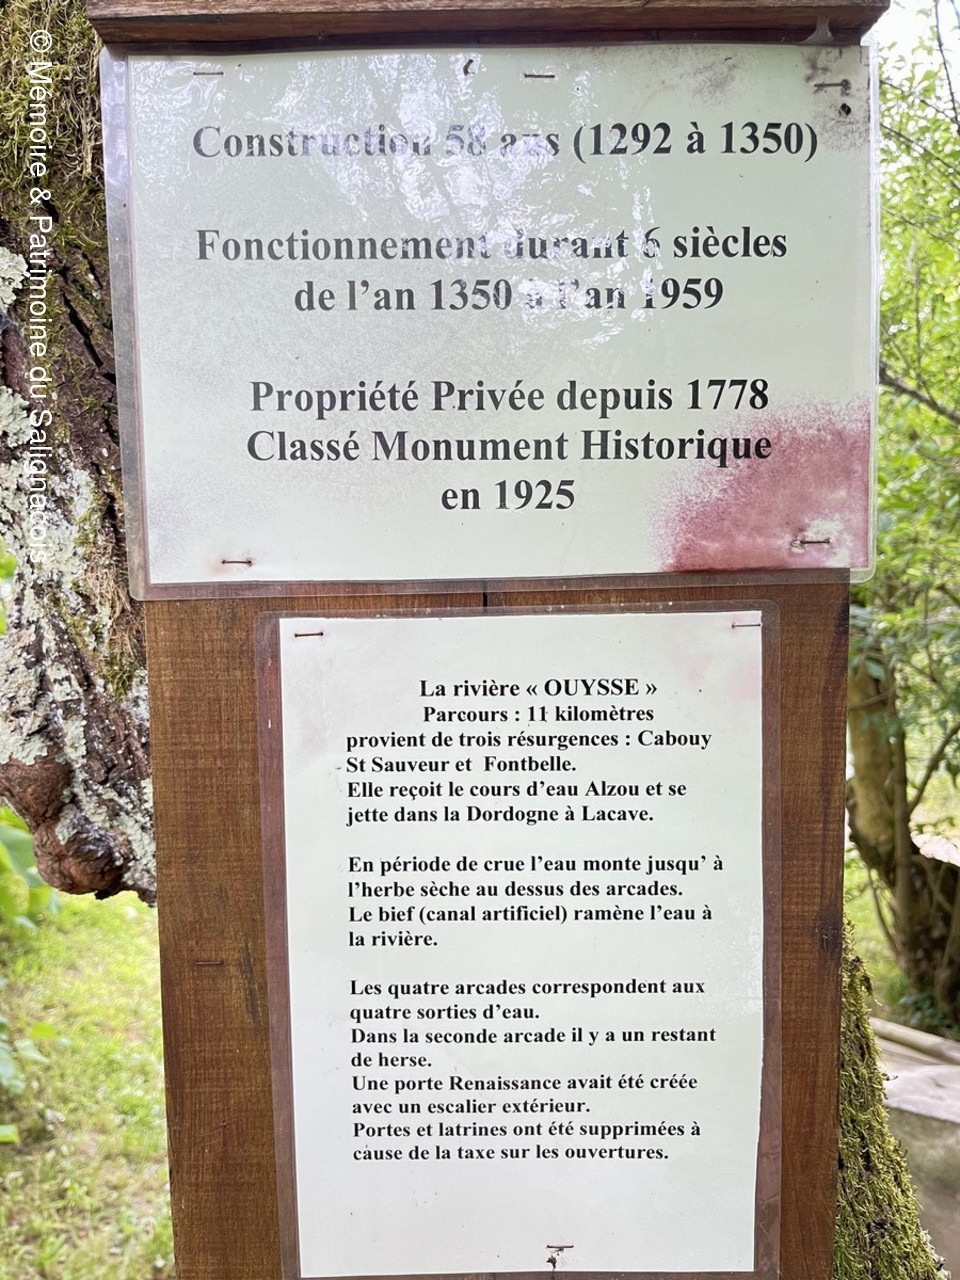 Construction 58 ans (1292 à 1350)
Fonctionnement durant 6 siècles
de l'an 1350 à l'an 1959
Propriété Privée depuis 1778
Classé Monument Historique
en 1925
La rivière « OUYSSE »
Parcours : 11 kilomètres
provient de trois résurgences : Cabouy
St Sauveur et Fontbelle.
Elle reçoit le cours d'eau Alzou et se
jette dans la Dordogne à Lacave.
En période de crue l'eau monte jusqu' à
l'herbe sèche au dessus des arcades.
Le bief (canal artificiel) ramène l'eau à
la rivière.
Les quatre arcades correspondent aux
quatre sorties d'eau.
Dans la seconde arcade il y a un restant
de herse.
Une porte Renaissance avait été créée
avec un escalier extérieur.
Portes et latrines ont été supprimées à
cause de la taxe sur les ouvertures.
© Mémoire & Patrimoine du Salignacois